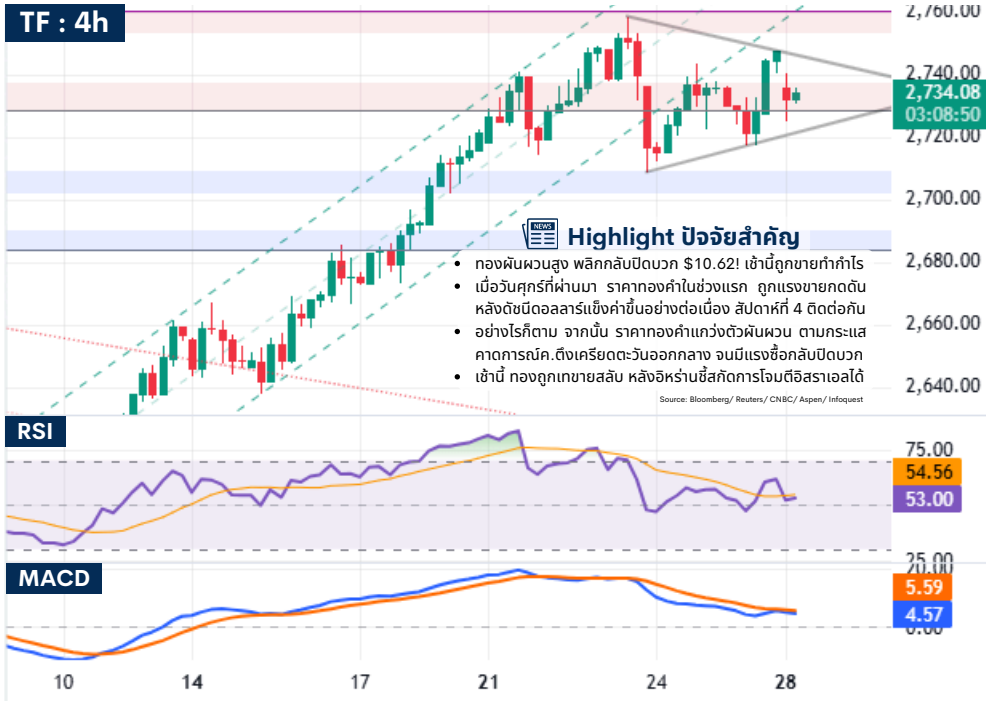 TF : 4h
2,760.00
2,740.00
2,734.08
03:08:50
2,720.00
2,700.00
2,680.00
2,660.00
2,640.00
NEWS
Highlight ปัจจัยสำคัญ
• ทองผันผวนสูง พลิกกลับปิดบวก $10.62! เช้านี้ถูกขายทำกำไร
• เมื่อวันศุกร์ที่ผ่านมา ราคาทองคำในช่วงแรก ถูกแรงขายกดดัน
หลังดัชนีดอลลาร์แข็งค่าขึ้นอย่างต่อเนื่อง สัปดาห์ที่ 4 ติดต่อกัน
• อย่างไรก็ตาม จากนั้น ราคาทองคำแกว่งตัวผันผวน ตามกระแส
คาดการณ์ค.ตึงเครียดตะวันออกกลาง จนมีแรงซื้อกลับปิดบวก
• เช้านี้ ทองถูกเทขายสลับ หลังอิหร่านชี้สกัดการโจมตีอิสราเอลได้
Source: Bloomberg/ Reuters/ CNBC/ Aspen/ Infoquest
RSI
75.00
54.56
53.00
25.00
MACD
20.00
5.59
4.57
0.00
10 14 17 21 24 28